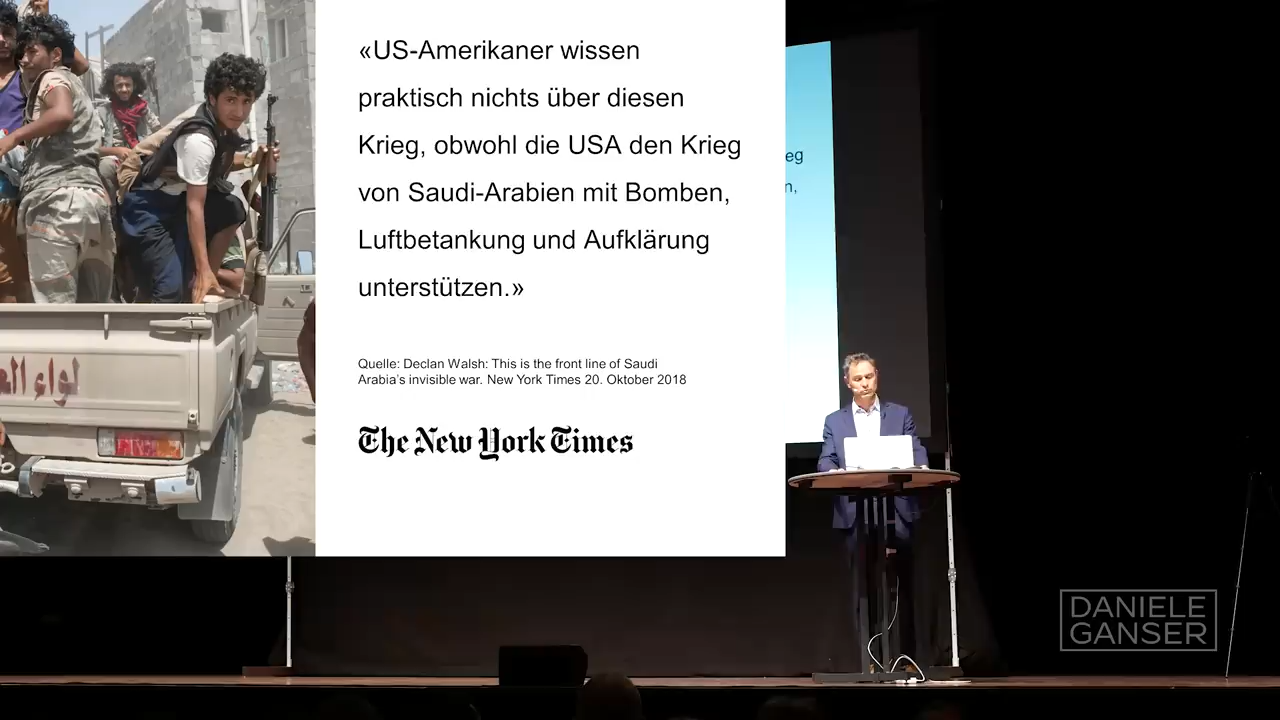 «US-Amerikaner wissen
praktisch nichts über diesen
Krieg, obwohl die USA den Krieg
von Saudi-Arabien mit Bomben,
Luftbetankung und Aufklärung
unterstützen.»
Quelle: Declan Walsh: This is the front line of Saudi
Arabia's invisible war. New York Times 20. Oktober 2018
The New York Times
لواء
eg
n,
DANIELE
GANSER